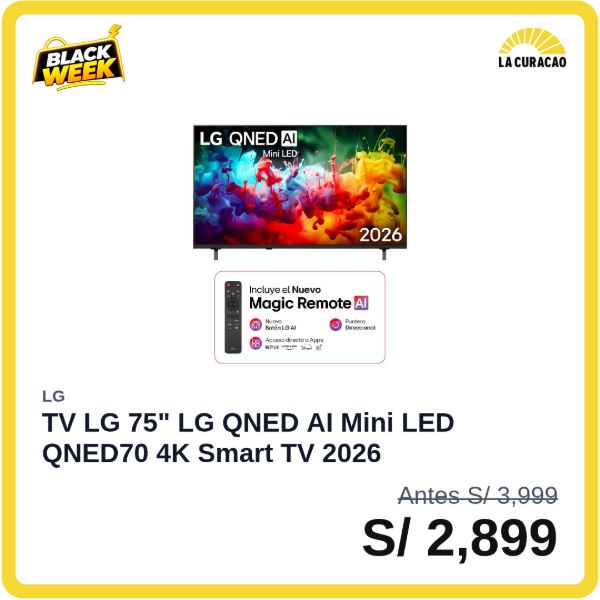 BLACK
WEEK
LA CURACAO
LG QNED AI
Mini LED
2026
Incluye el Nuevo
Magic Remote AI
Nuevo
Botón LG AI
Puntero
Direccional
Acceso directo a Apps
NETFLIX
LG
TV LG 75" LG QNED AI Mini LED
QNED70 4K Smart TV 2026
Antes S/ 3,999
S/ 2,899